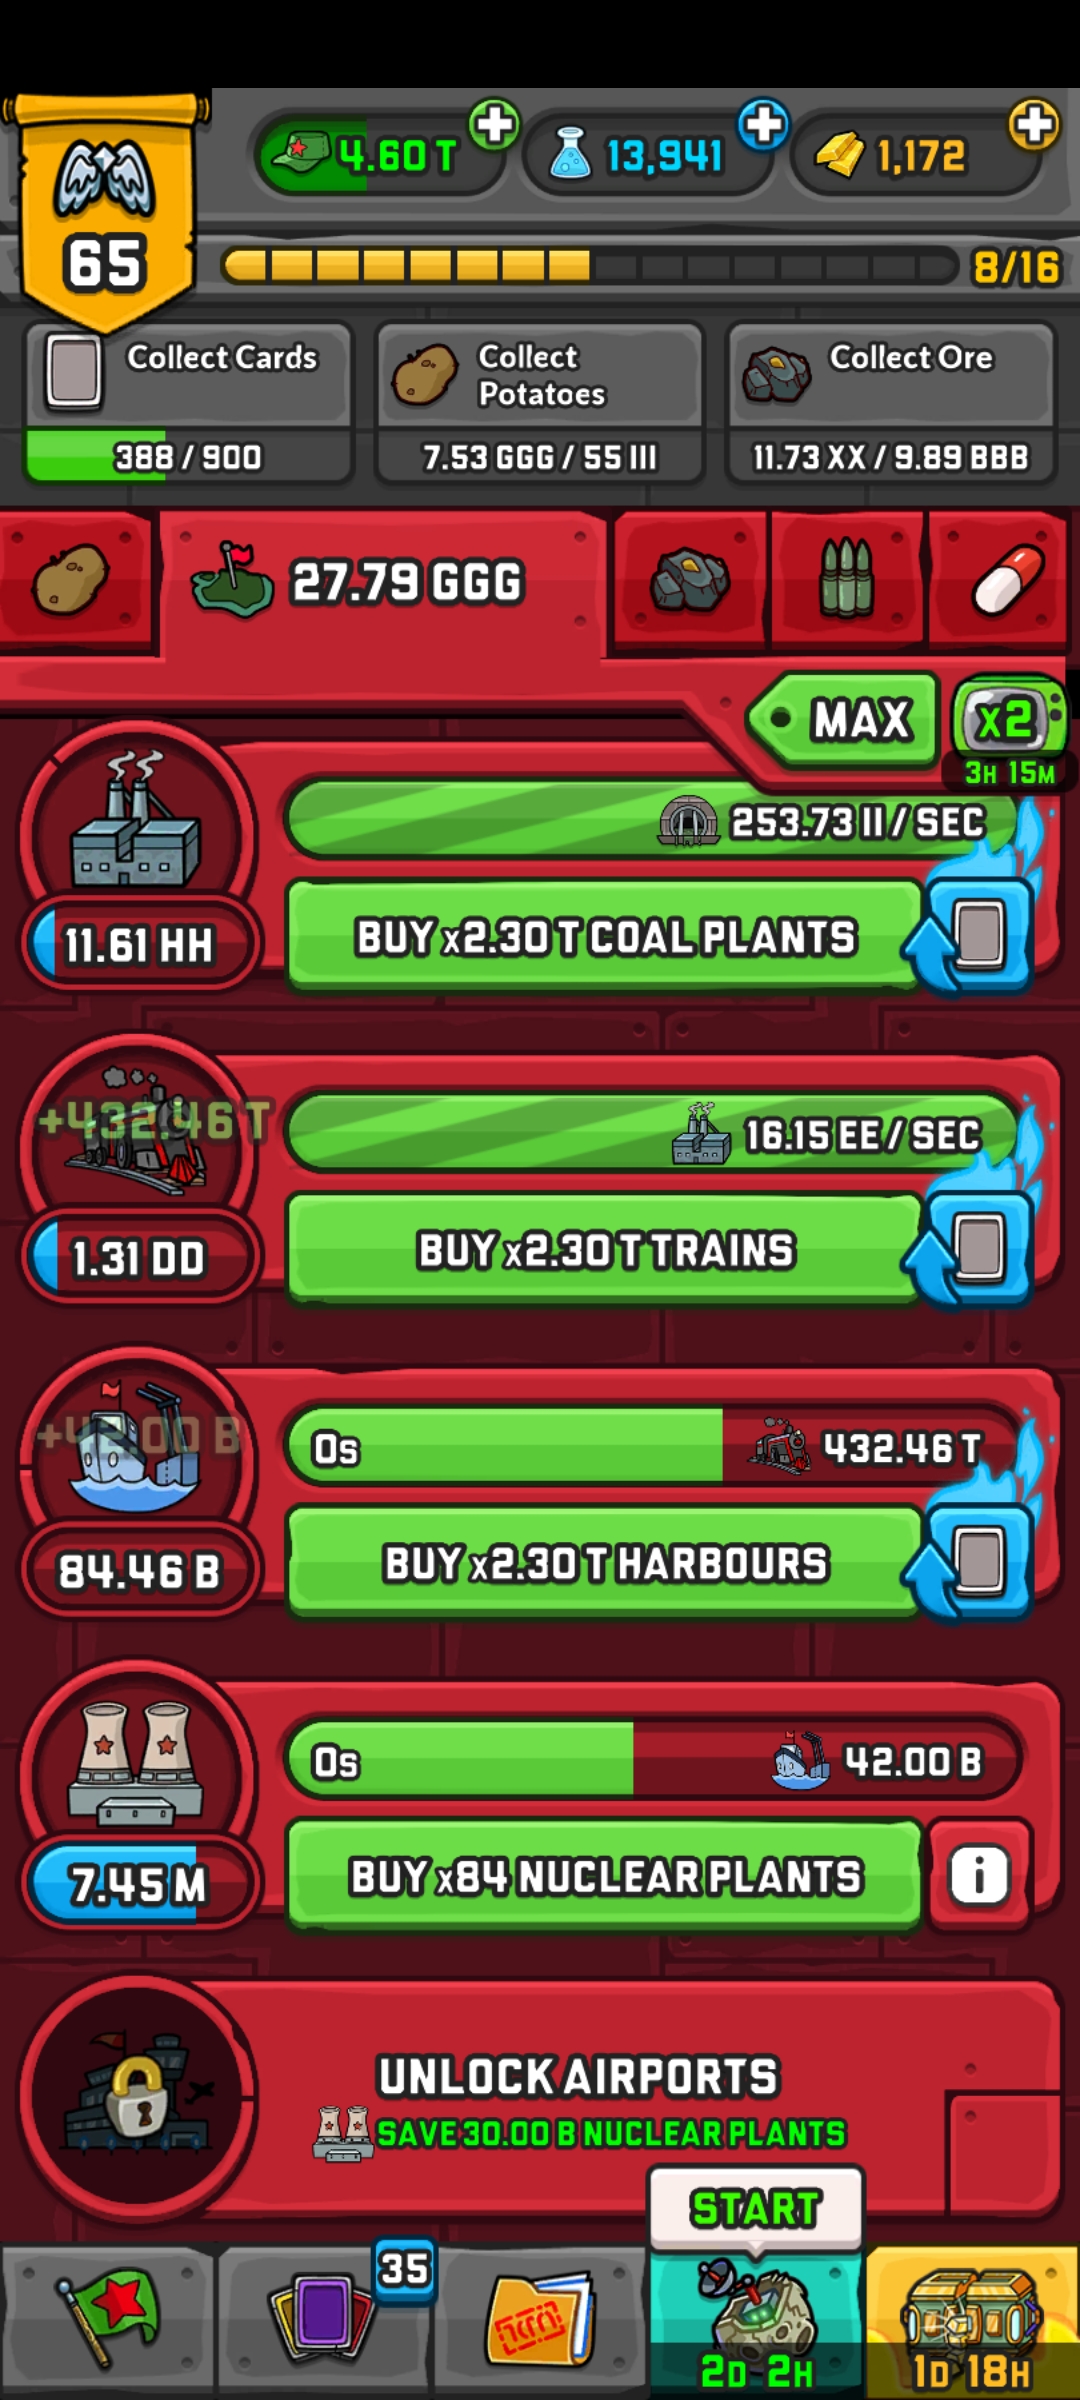 4.60 T
13,941
1,172
65
8/16
Collect Cards
388 / 900
Collect
Potatoes
7.53 GGG / 55 III
Collect Ore
11.73 XX / 9.89 BBB
27.79 GGG
MAX
x2
3H 15M
253.73 II / SEC
11.61 HH
BUY x2.30 T COAL PLANTS
+432.46 T
16.15 EE / SEC
1.31 DD
BUY x2.30 T TRAINS
+42.00 B
0s
432.46 T
84.46 B
BUY x2.30 T HARBOURS
0s
42.00 B
7.45 M
BUY x84 NUCLEAR PLANTS
i
UNLOCK AIRPORTS
SAVE 30.00 B NUCLEAR PLANTS
START
35
2D 2H
1D 18H